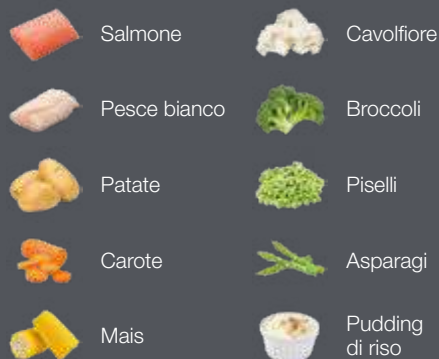 Salmone
Pesce bianco
Patate
Carote
Mais
Cavolfiore
Broccoli
Piselli
Asparagi
Pudding
di riso